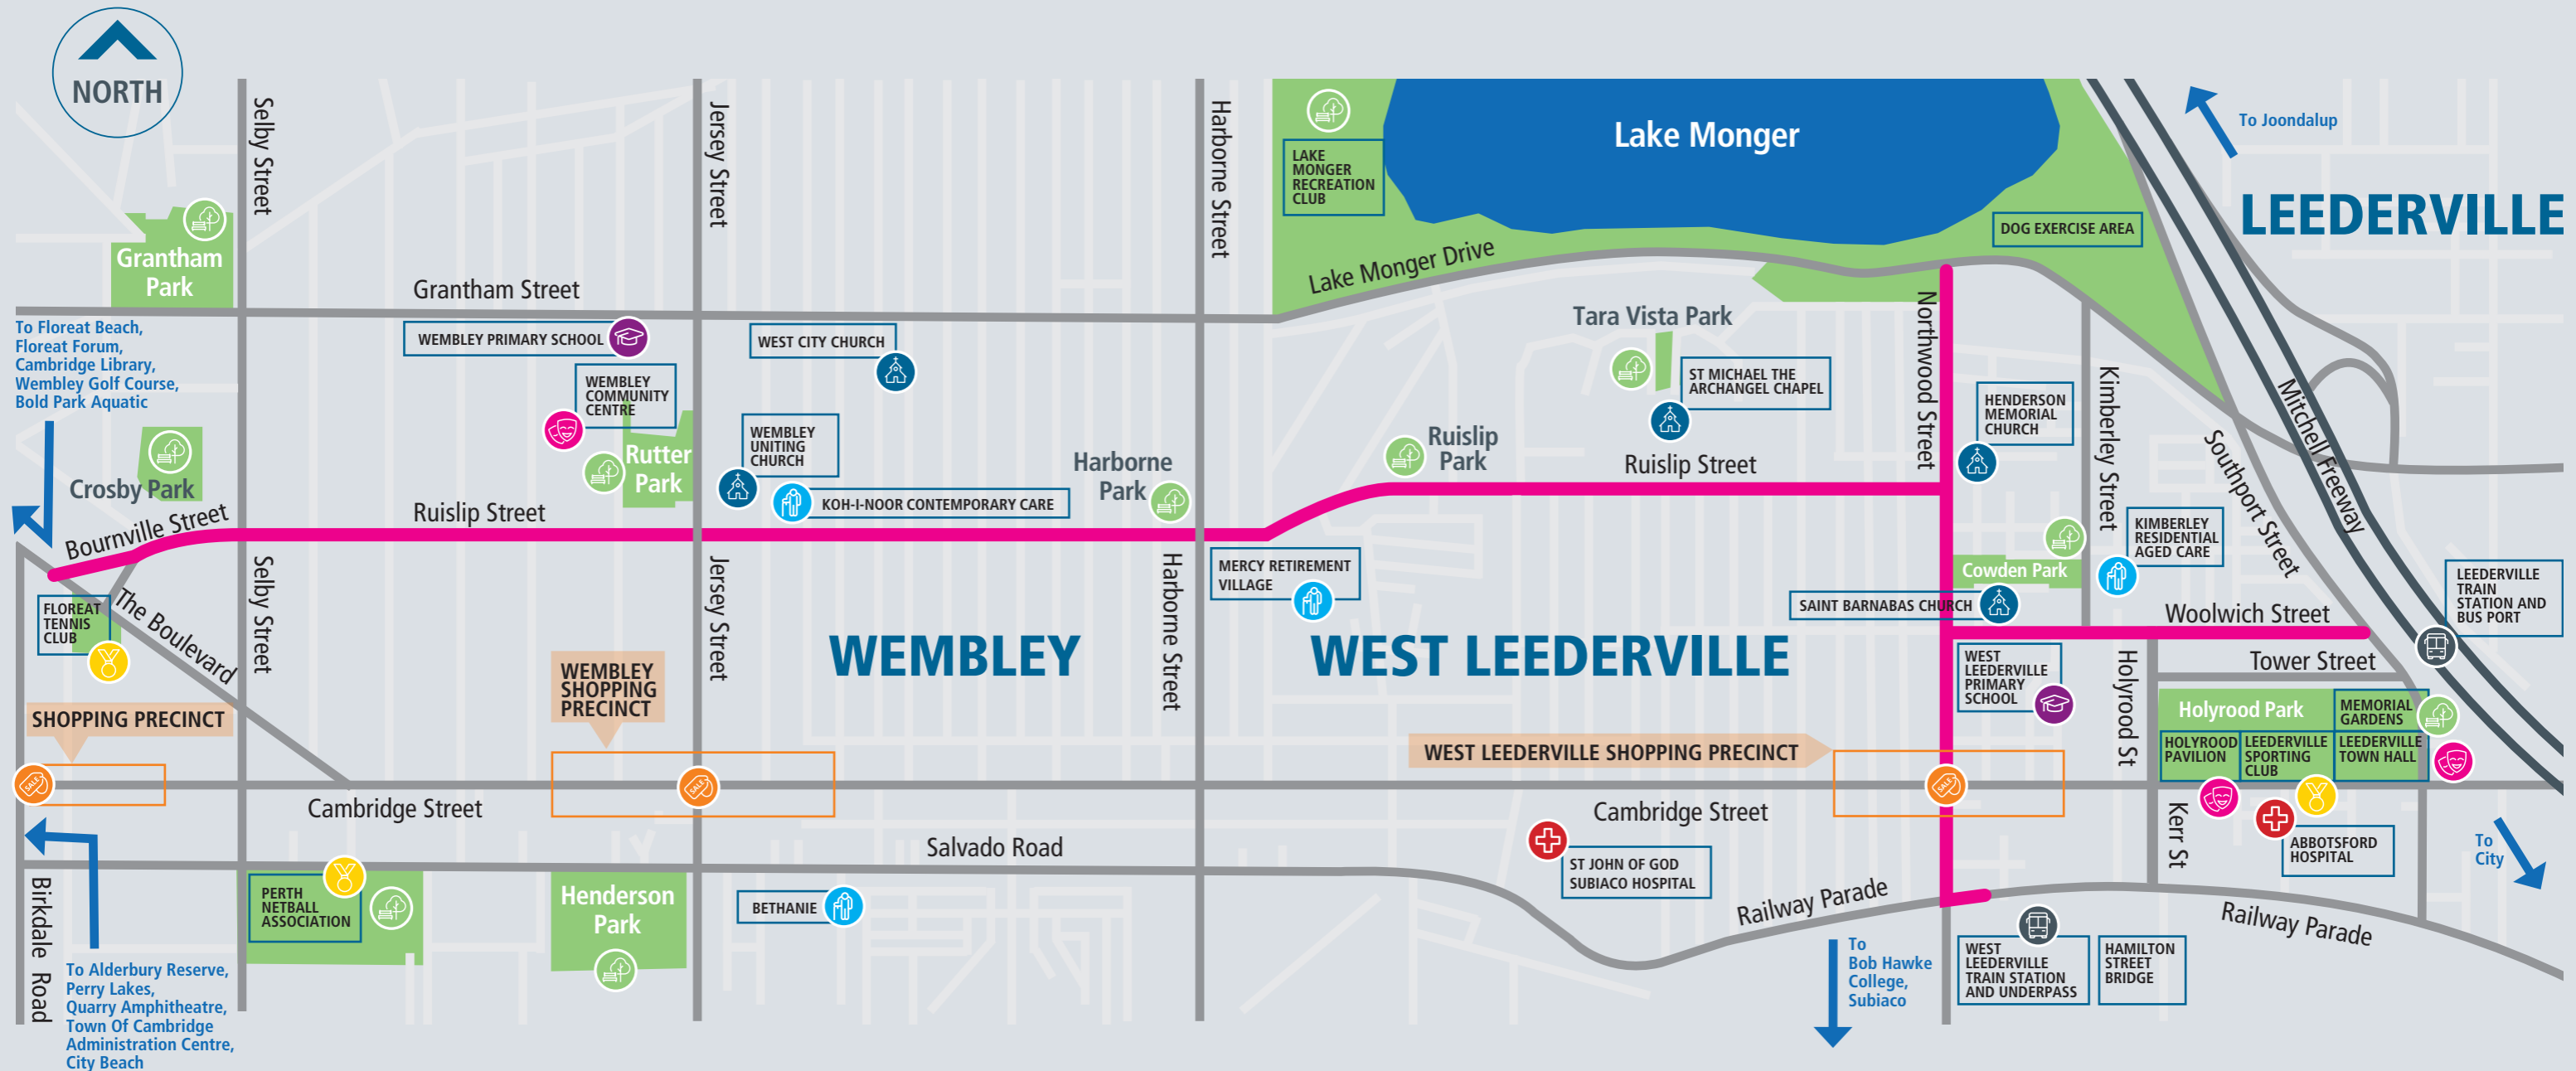 NORTH
Selby Street
Jersey Street
Harborne Street
LAKE
MONGER
RECREATION
CLUB
Lake Monger
DOG EXERCISE AREA
To Joondalup
LEEDERVILLE
Grantham
Park
Grantham Street
Lake Monger Drive
To Floreat Beach,
Floreat Forum,
Cambridge Library,
Wembley Golf Course,
Bold Park Aquatic
WEMBLEY PRIMARY SCHOOL
WEST CITY CHURCH
Tara Vista Park
Northwood Street
WEMBLEY
COMMUNITY
CENTRE
ST MICHAEL THE
ARCHANGEL CHAPEL
HENDERSON
MEMORIAL
CHURCH
Kimberley Street
Mitchell Freeway
Southport Street
Crosby Park
Rutter
Park
WEMBLEY
UNITING
CHURCH
KOH-I-NOOR CONTEMPORARY CARE
Harborne
Park
Ruislip
Park
Ruislip Street
Bournville Street
Ruislip Street
KIMBERLEY
RESIDENTIAL
AGED CARE
Cowden Park
MERCY RETIREMENT
VILLAGE
SAINT BARNABAS CHURCH
Woolwich Street
LEEDERVILLE
TRAIN
STATION AND
BUS PORT
FLOREAT
TENNIS
CLUB
The Boulevard
Selby Street
Jersey Street
Harborne Street
WEMBLEY
WEST LEEDERVILLE
WEST
LEEDERVILLE
PRIMARY
SCHOOL
Holyrood St
Tower Street
SHOPPING PRECINCT
WEMBLEY
SHOPPING
PRECINCT
WEST LEEDERVILLE SHOPPING PRECINCT
Holyrood Park
MEMORIAL
GARDENS
HOLYROOD
PAVILION
LEEDERVILLE
SPORTING
CLUB
LEEDERVILLE
TOWN HALL
SALE
SALE
SALE
Cambridge Street
Cambridge Street
Kerr St
ABBOTSFORD
HOSPITAL
To
City
Salvado Road
ST JOHN OF GOD
SUBIACO HOSPITAL
Birkdale Road
PERTH
NETBALL
ASSOCIATION
Henderson
Park
BETHANIE
Railway Parade
Railway Parade
To
Bob Hawke
College,
Subiaco
WEST
LEEDERVILLE
TRAIN STATION
AND UNDERPASS
HAMILTON
STREET
BRIDGE
To Alderbury Reserve,
Perry Lakes,
Quarry Amphitheatre,
Town Of Cambridge
Administration Centre,
City Beach